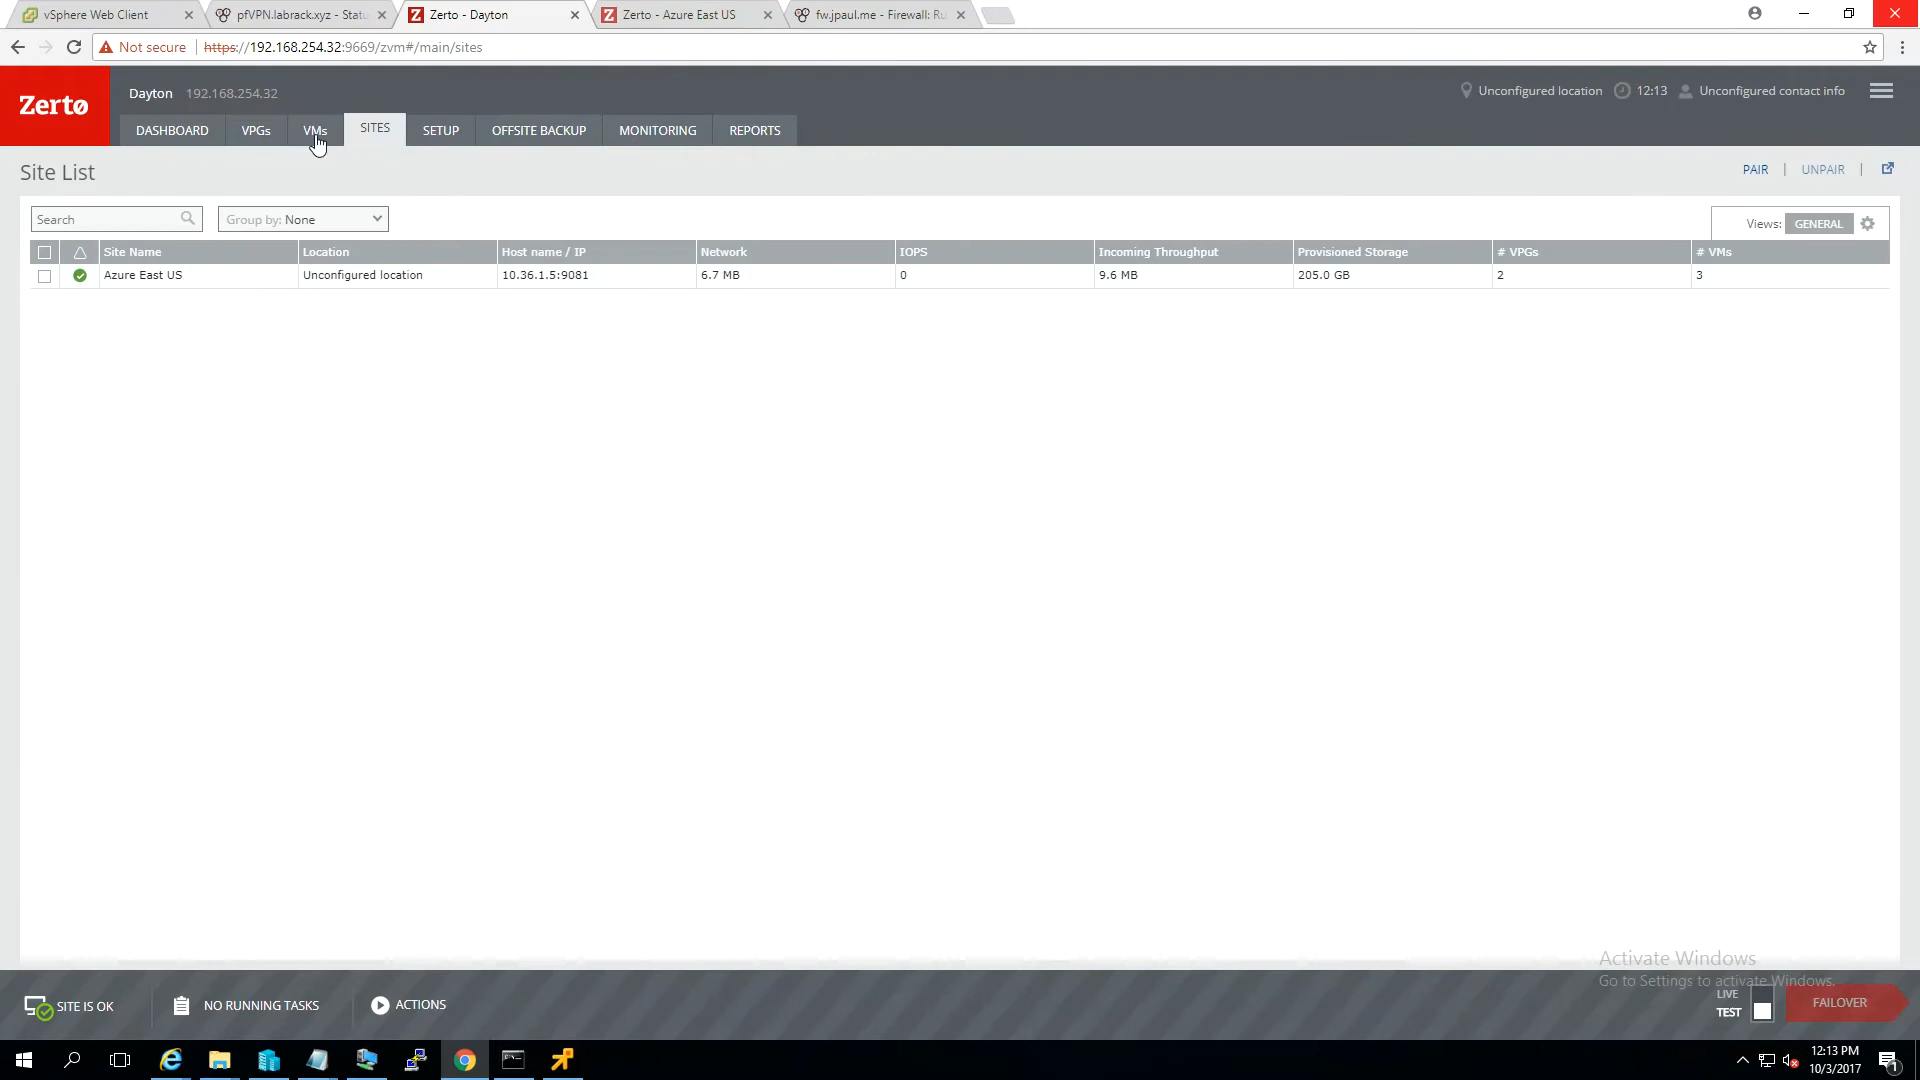 vSphere Web Client
pfVPN.labrack.xyz - Statu
Zerto - Dayton
Zerto - Azure East US
fw.jpaul.me - Firewall: Ru
Not secure
https://192.168.254.32:9669/zvm#/main/sites
Zerto
Dayton 192.168.254.32
Unconfigured location 12:13 Unconfigured contact info
DASHBOARD VPGs VMs SITES SETUP OFFSITE BACKUP MONITORING REPORTS
Site List
PAIR | UNPAIR |
Search
Group by: None
Views: GENERAL
Site Name Location Host name / IP Network IOPS Incoming Throughput Provisioned Storage # VPGs # VMs
Azure East US Unconfigured location 10.36.1.5:9081 6.7 MB 0 9.6 MB 205.0 GB 2 3
Activate Windows
Go to Settings to activate Windows.
SITE IS OK
NO RUNNING TASKS
ACTIONS
LIVE
TEST
FAILOVER
12:13 PM
10/3/2017
1